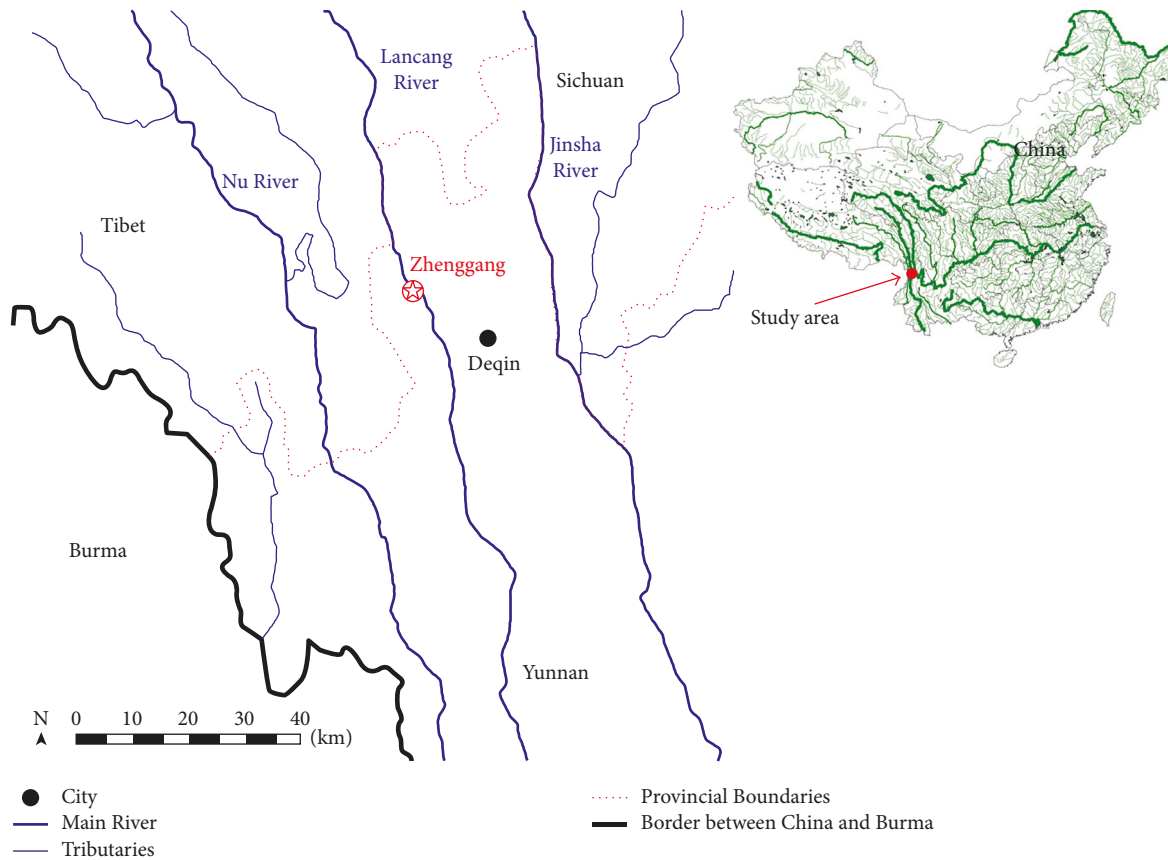 Lancang
River
Sichuan
Jinsha
River
China
Nu River
Tibet
Zhenggang
Study area
Deqin
Burma
Yunnan
N
0 10 20 30 40
(km)
City
Main River
Tributaries
Provincial Boundaries
Border between China and Burma